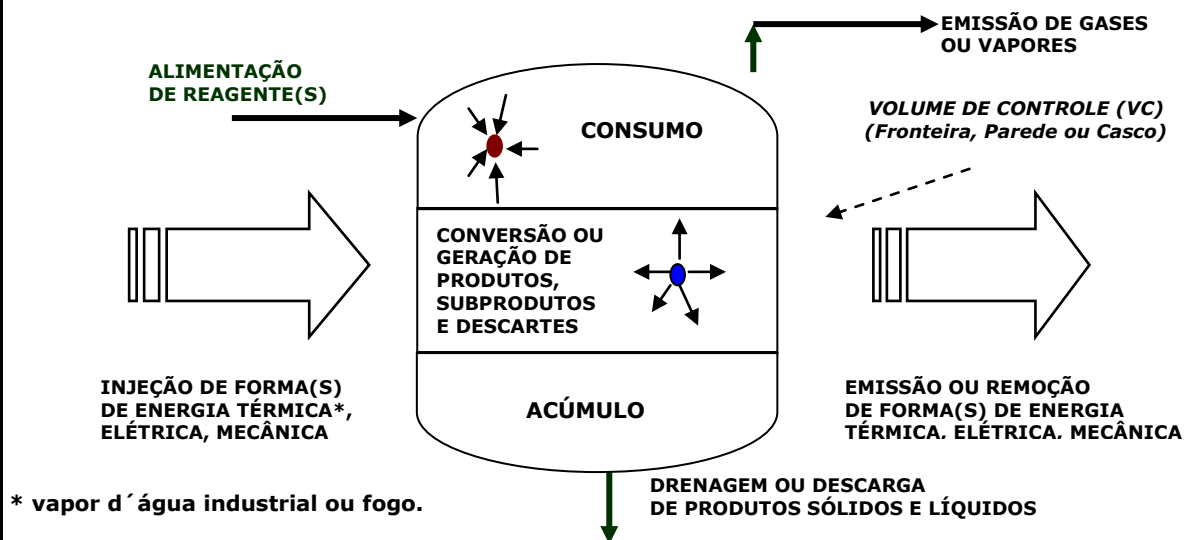 EMISSÃO DE GASES
OU VAPORES
ALIMENTAÇÃO
DE REAGENTE(S)
VOLUME DE CONTROLE (VC)
(Fronteira, Parede ou Casco)
CONSUMO
CONVERSÃO OU
GERAÇÃO DE
PRODUTOS,
SUBPRODUTOS
E DESCARTES
INJEÇÃO DE FORMA(S)
DE ENERGIA TÉRMICA*,
ELÉTRICA, MECÂNICA
ACÚMULO
EMISSÃO OU REMOÇÃO
DE FORMA(S) DE ENERGIA
TÉRMICA, ELÉTRICA, MECÂNICA
* vapor d´água industrial ou fogo.
DRENAGEM OU DESCARGA
DE PRODUTOS SÓLIDOS E LÍQUIDOS